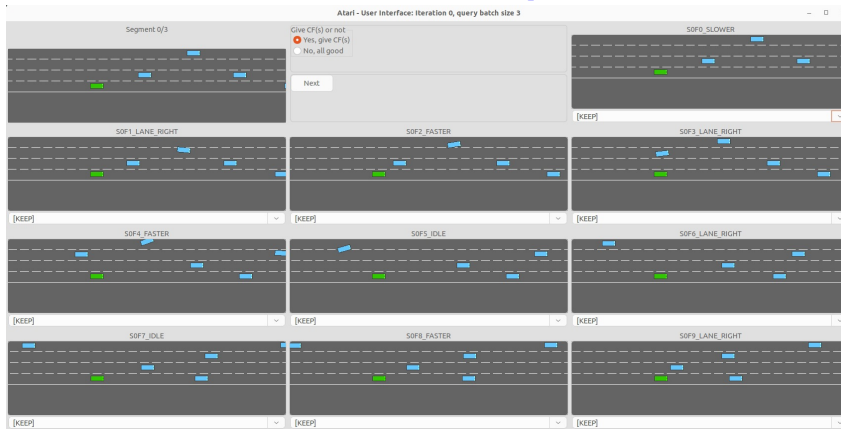 Atari - User Interface: Iteration 0, query batch size 3
Segment 0/3
Give CF(s) or not
Yes, give CF(s)
No, all good
Next
S0F0_SLOWER
[KEEP]
S0F1_LANE_RIGHT
S0F2_FASTER
S0F3_LANE_RIGHT
[KEEP]
[KEEP]
[KEEP]
S0F4_FASTER
S0F5_IDLE
S0F6_LANE_RIGHT
[KEEP]
[KEEP]
[KEEP]
S0F7_IDLE
S0F8_FASTER
S0F9_LANE_RIGHT
[KEEP]
[KEEP]
[KEEP]